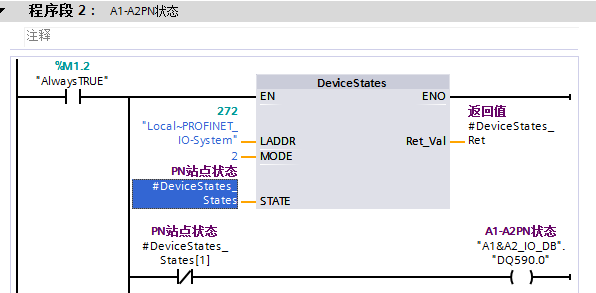 程序段 2： A1-A2PN状态
注释
%M1.2
"AlwaysTRUE"
DeviceStates
EN
ENO
272
"Local~PROFINET_
IO-System"
LADDR
2
MODE
PN站点状态
#DeviceStates_
States
STATE
Ret_Val
返回值
#DeviceStates_
Ret
PN站点状态
#DeviceStates_
States[1]
A1-A2PN状态
"A1&A2_IO_DB".
"DQ590.0"